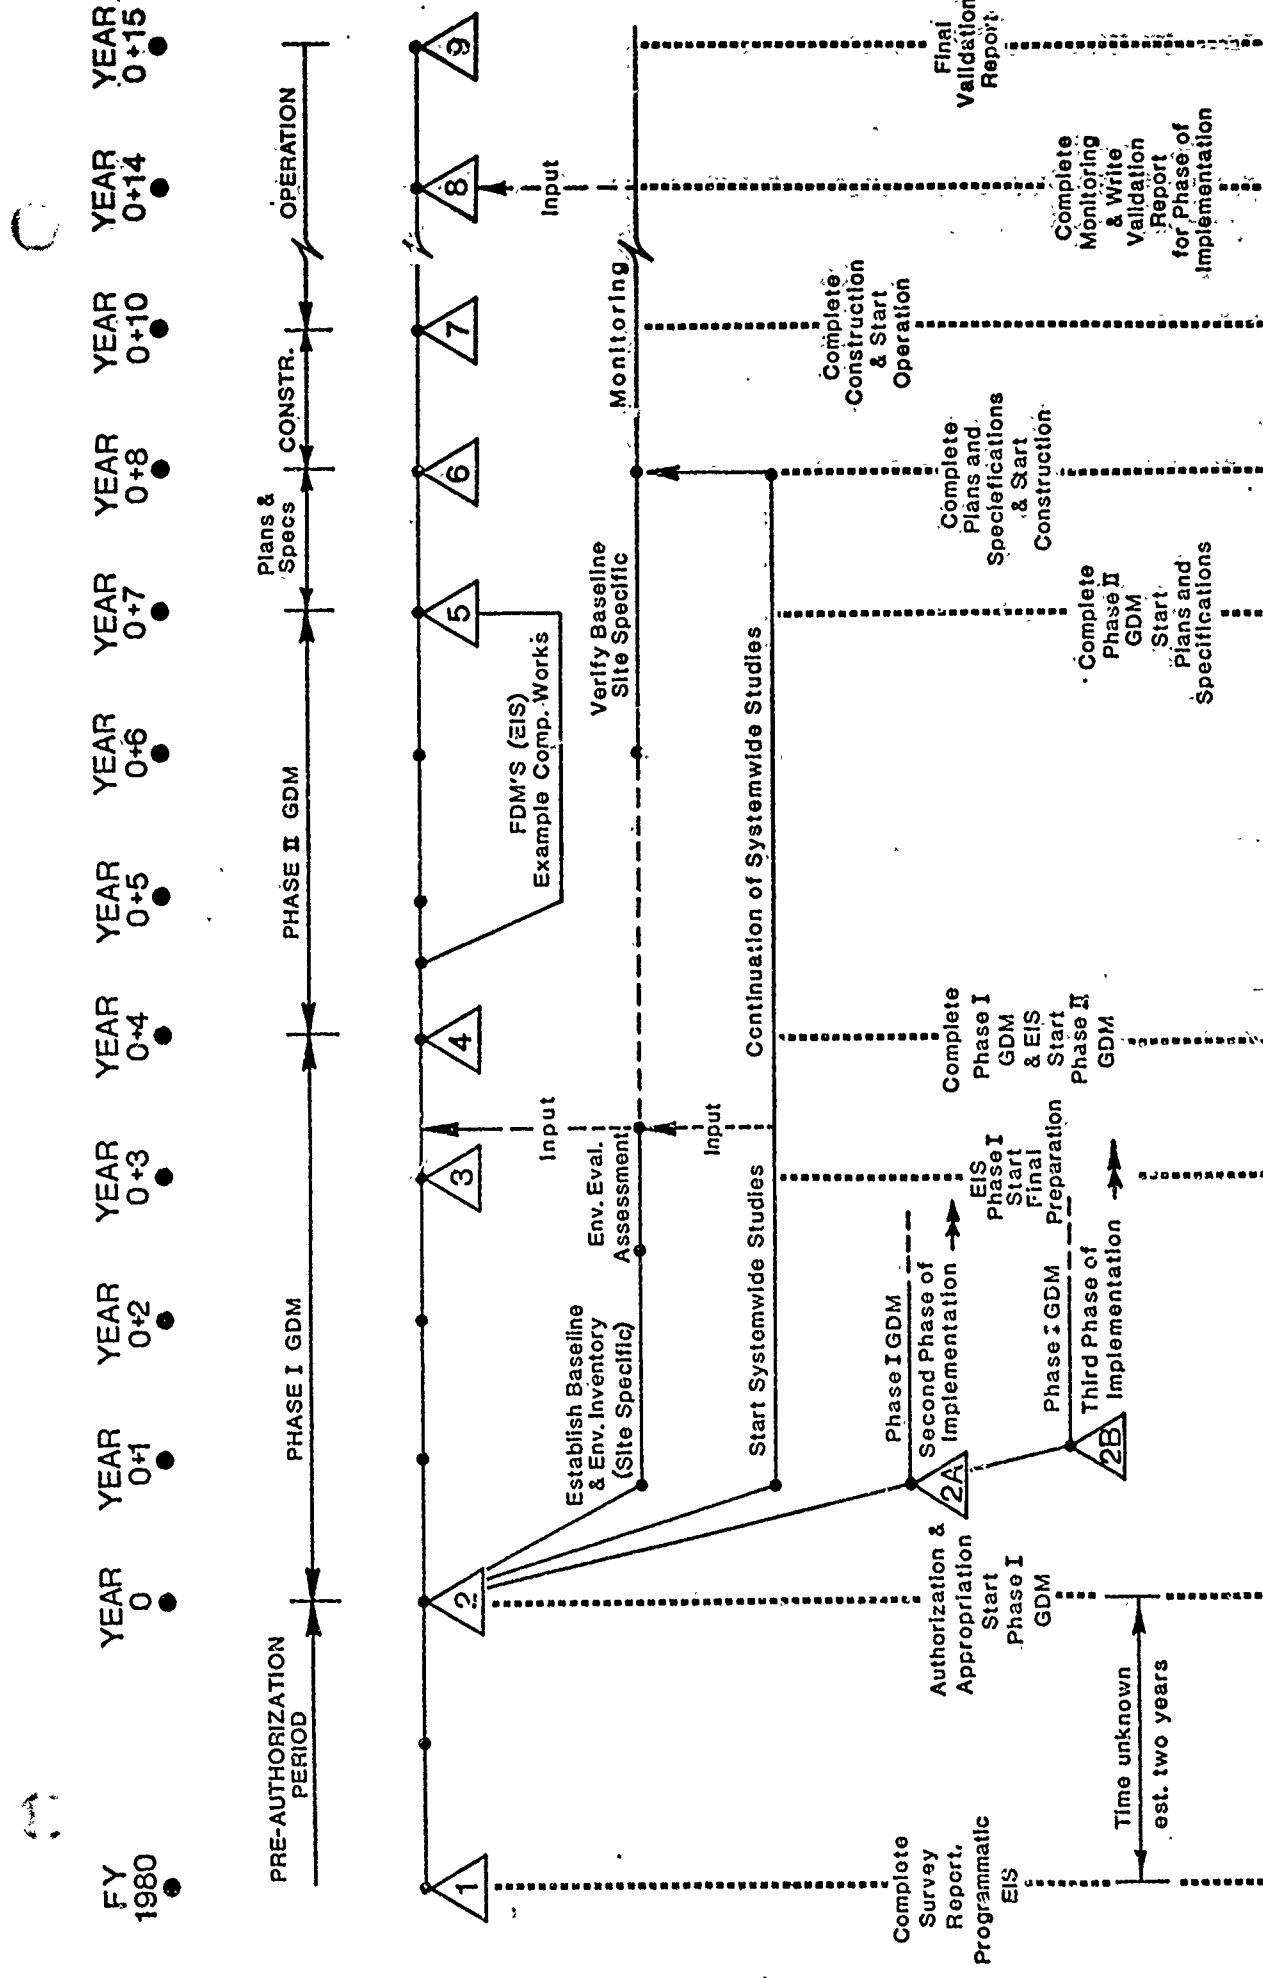 FY
1980
YEAR
0
YEAR
0+1
YEAR
0+2
YEAR
0+3
YEAR
0+4
YEAR
0+5
YEAR
0+6
YEAR
0+7
YEAR
0+8
YEAR
0+10
YEAR
0+14
YEAR
0+15
PRE-AUTHORIZATION
PERIOD
PHASE I GDM
PHASE II GDM
Plans &
Specs
CONSTR.
OPERATION
1
2
3
4
5
6
7
8
9
FDM'S (EIS)
Example Comp. Works
Input
Input
Establish Baseline
& Env. Inventory
(Site Specific)
Env. Eval.
Assessment
Verify Baseline
Site Specific
Monitoring
Input
Start Systemwide Studies
Continuation of Systemwide Studies
Phase I GDM
2A
Second Phase of
Implementation
Phase I GDM
2B
Third Phase of
Implementation
Complete
Survey
Report,
Programmatic
EIS
Authorization &
Appropriation
Start
Phase I
GDM
EIS
Phase I
Start
Final
Preparation
Complete
Phase I
GDM
& EIS
Start
Phase II
GDM
Complete
Phase II
GDM
Start
Plans and
Specifications
Complete
Plans and
Speciefications
& Start
Construction
Complete
Construction
& Start
Operation
Complete
Monitoring
& Write
Validation
Report
for Phase of
Implementation
Final
Validation
Report
Time unknown
est. two years